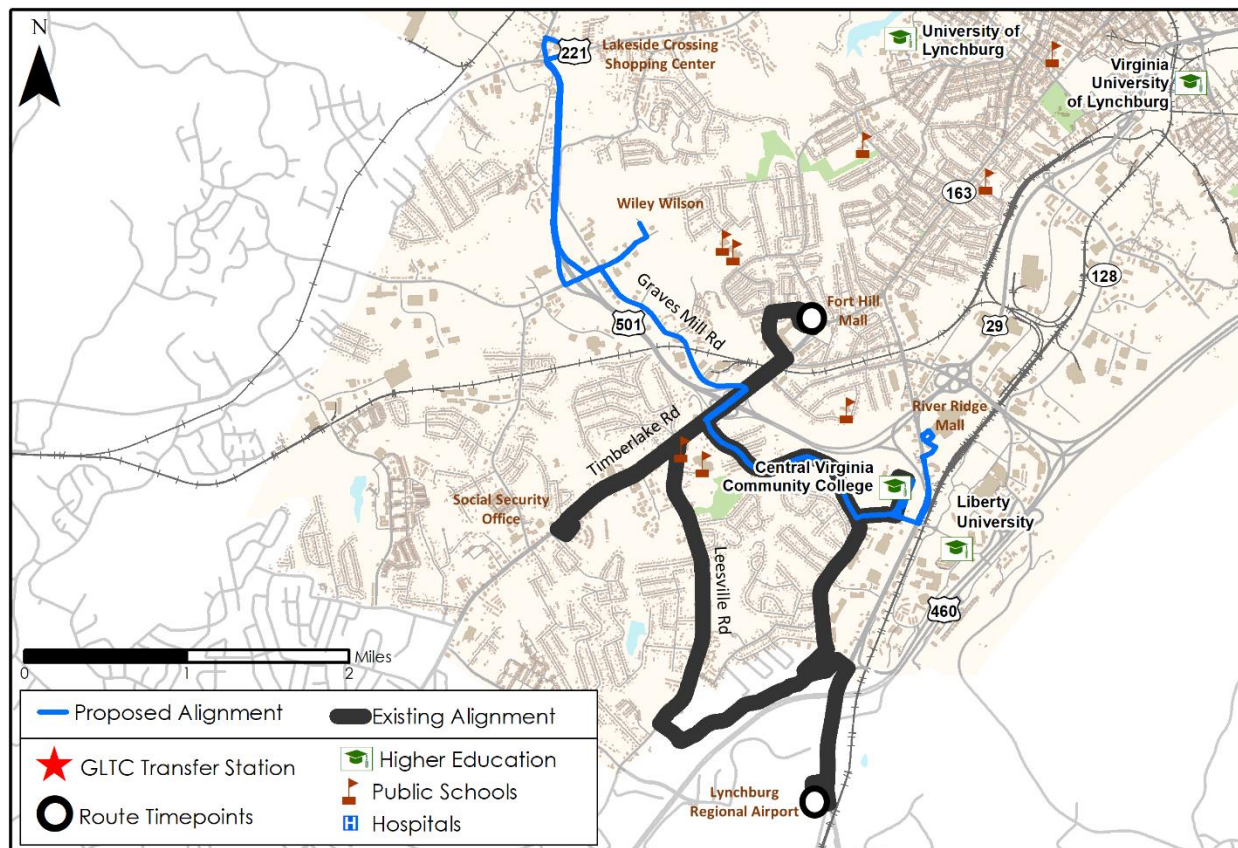 N
221
Lakeside Crossing
Shopping Center
University of
Lynchburg
Virginia
University
of Lynchburg
163
Wiley Wilson
128
Graves Mill Rd
501
Fort Hill
Mall
29
River Ridge
Mall
Timberlake Rd
Central Virginia
Community College
Social Security
Office
Liberty
University
Leesville Rd
460
0
1
2
Miles
Lynchburg
Regional Airport
Proposed Alignment
Existing Alignment
GLTC Transfer Station
Route Timepoints
Higher Education
Public Schools
H Hospitals